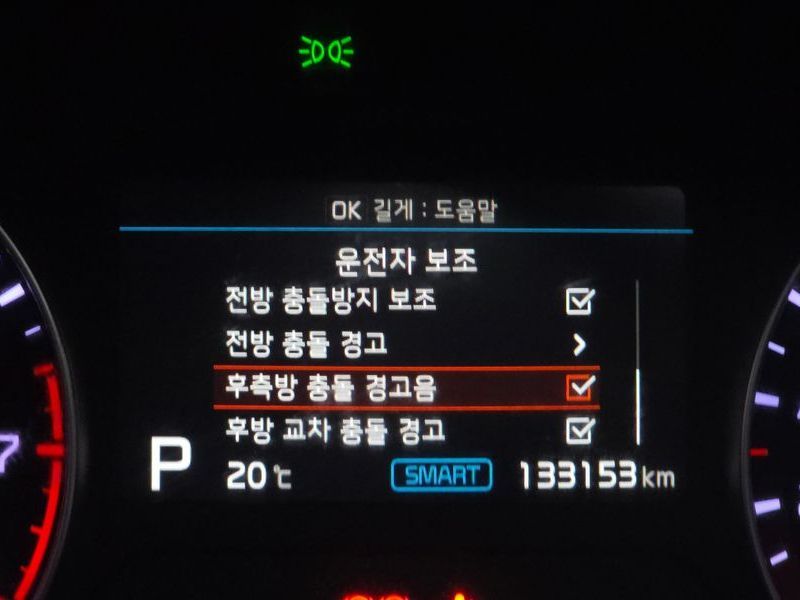 OK 길게 : 도움말
운전자 보조
전방 충돌방지 보조
전방 충돌 경고
후측방 충돌 경고음
후방 교차 충돌 경고
P 20℃ SMART 133153 km
7